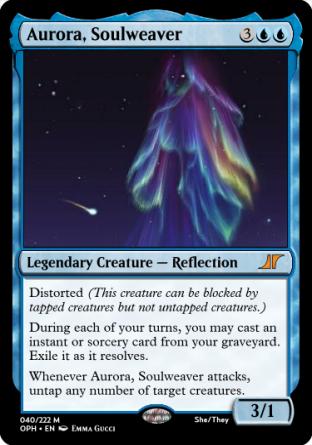 Aurora, Soulweaver 3
Legendary Creature — Reflection
Distorted (This creature can be blocked by
tapped creatures but not untapped creatures.)
During each of your turns, you may cast an
instant or sorcery card from your graveyard.
Exile it as it resolves.
Whenever Aurora, Soulweaver attacks,
untap any number of target creatures.
040/222 M She/They 3/1
OPH • EN EMMA GUCCI